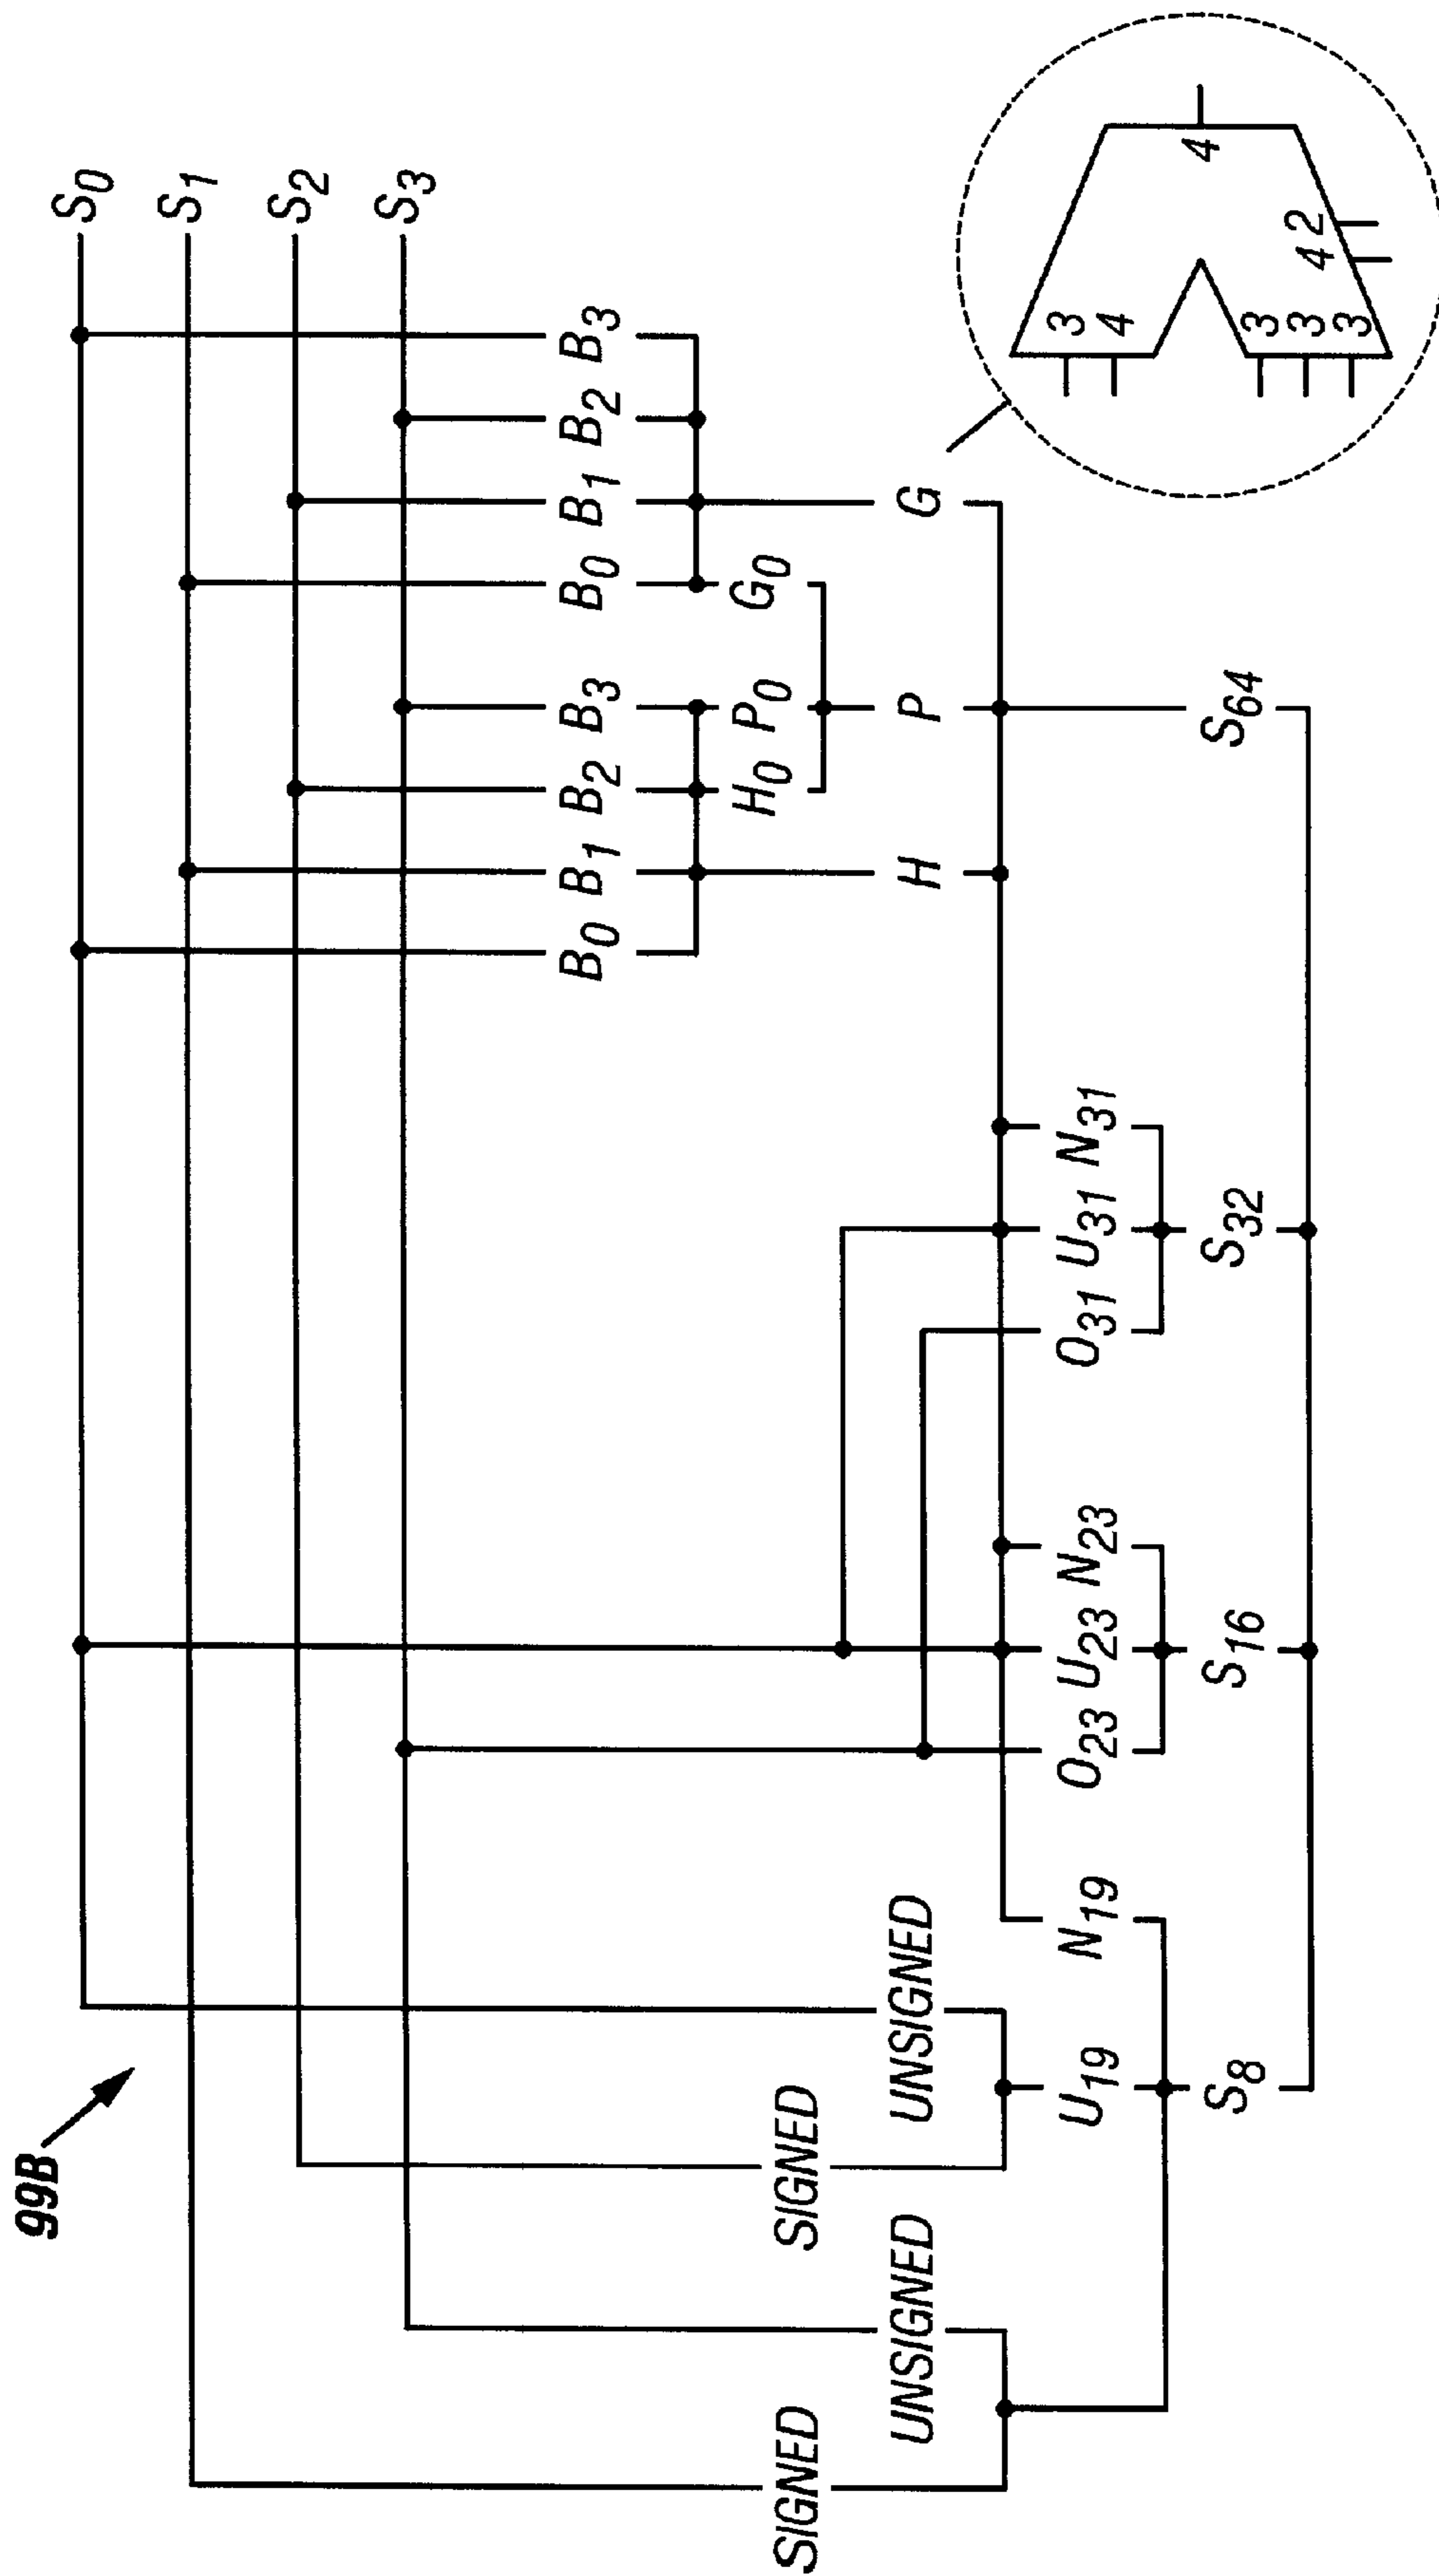 99B
S0
S1
S2
S3
B0 B1 B2 B3 B0 B1 B2 B3
H0 P0 G0
SIGNED SIGNED
UNSIGNED UNSIGNED H P G
U19 N19 O23 U23 N23 O31 U31 N31
S8 S16 S32 S64
3
4
4
3
3
3
4 2